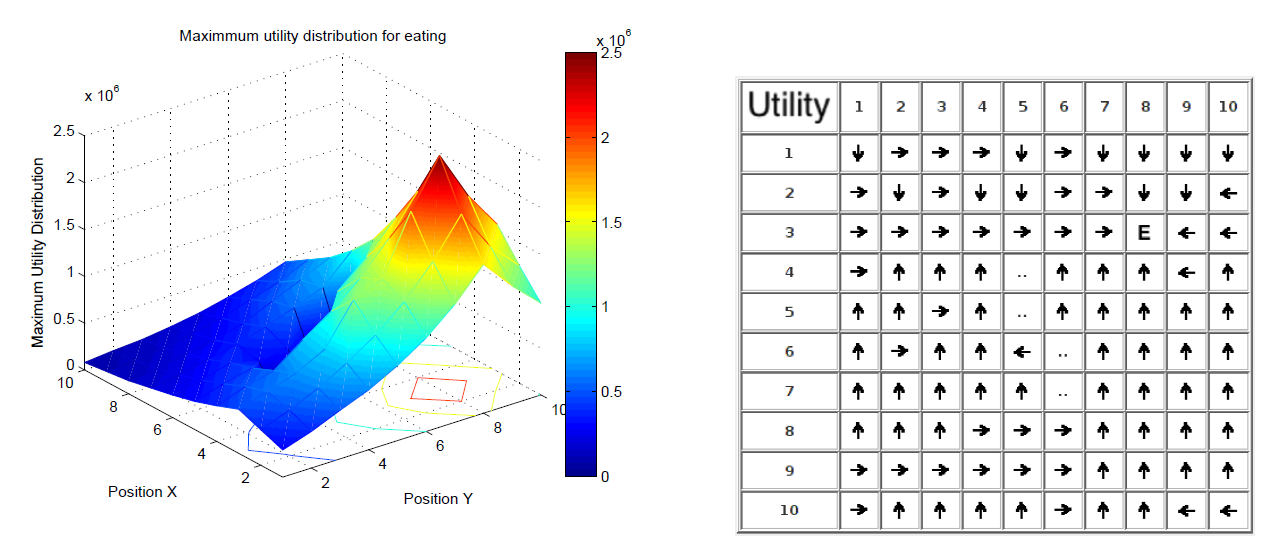 Maximmum utility distribution for eating
x 10^6
x 10^6
2.5
2
1.5
1
0.5
0
Maximum Utility Distribution
10
8
6
4
2
Position X
2
4
6
8
10
Position Y
2.5
2
1.5
1
0.5
0
Utility 1 2 3 4 5 6 7 8 9 10
1 ↓ → → → ↓ → ↓ ↓ ↓ ↓
2 → ↓ → ↓ ↓ → → ↓ ↓ ←
3 → → → → → → → E ← ←
4 → ↑ ↑ ↑ .. ↑ ↑ ↑ ← ↑
5 ↑ ↑ → ↑ .. ↑ ↑ ↑ ↑ ↑
6 ↑ → ↑ ↑ ← .. ↑ ↑ ↑ ↑
7 ↑ ↑ ↑ ↑ ↑ .. ↑ ↑ ↑ ↑
8 ↑ ↑ ↑ → → → ↑ ↑ ↑ ↑
9 → → → → → → ↑ ↑ ↑ ↑
10 → ↑ ↑ ↑ ↑ → ↑ ↑ ← ←